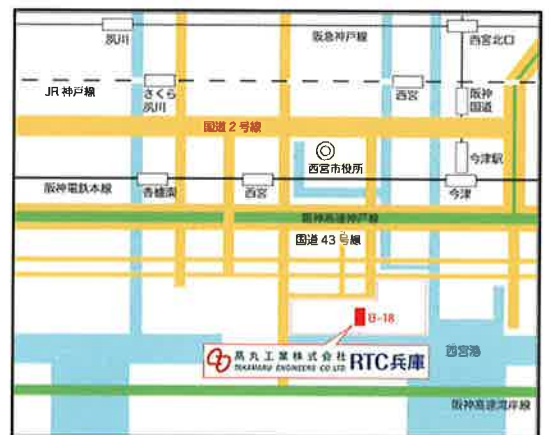 夙川
阪急神戸線
西宮北口
JR 神戸線
さくら
夙川
西宮
阪神
国道
国道2号線
西宮市役所
今津駅
阪神電鉄本線
香櫨園
西宮
今津
阪神高速神戸線
国道 43 号線
B-18
高丸工業株式会社
TAKAMARU ENGINEERS CO.LTD.
RTC兵庫
西宮港
阪神高速湾岸線